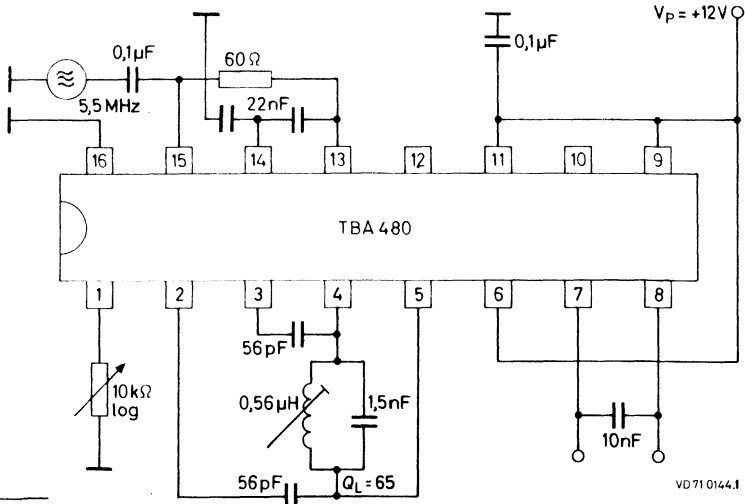 Vp = +12V
0,1µF
0,1µF
60Ω
5,5 MHz
22nF
16
15
14
13
12
11
10
9
TBA 480
1
2
3
4
5
6
7
8
56pF
10kΩ
log
0,56µH
1,5nF
10nF
56pF
QL = 65
VD 71 0144.1